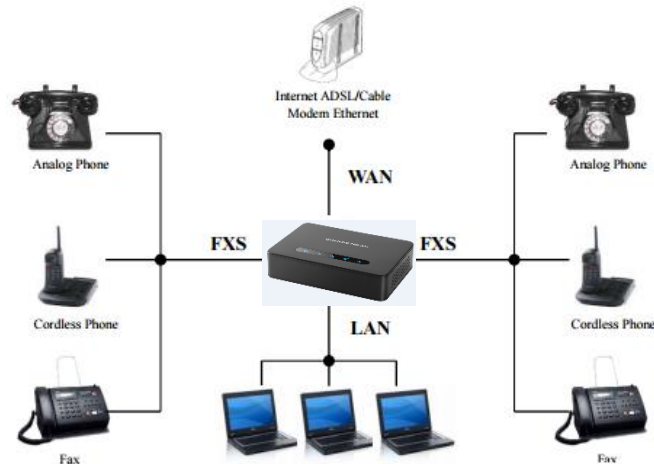 Internet ADSL/Cable
Modem Ethernet
Analog Phone
Analog Phone
WAN
FXS
FXS
Cordless Phone
Cordless Phone
LAN
Fax
Fax